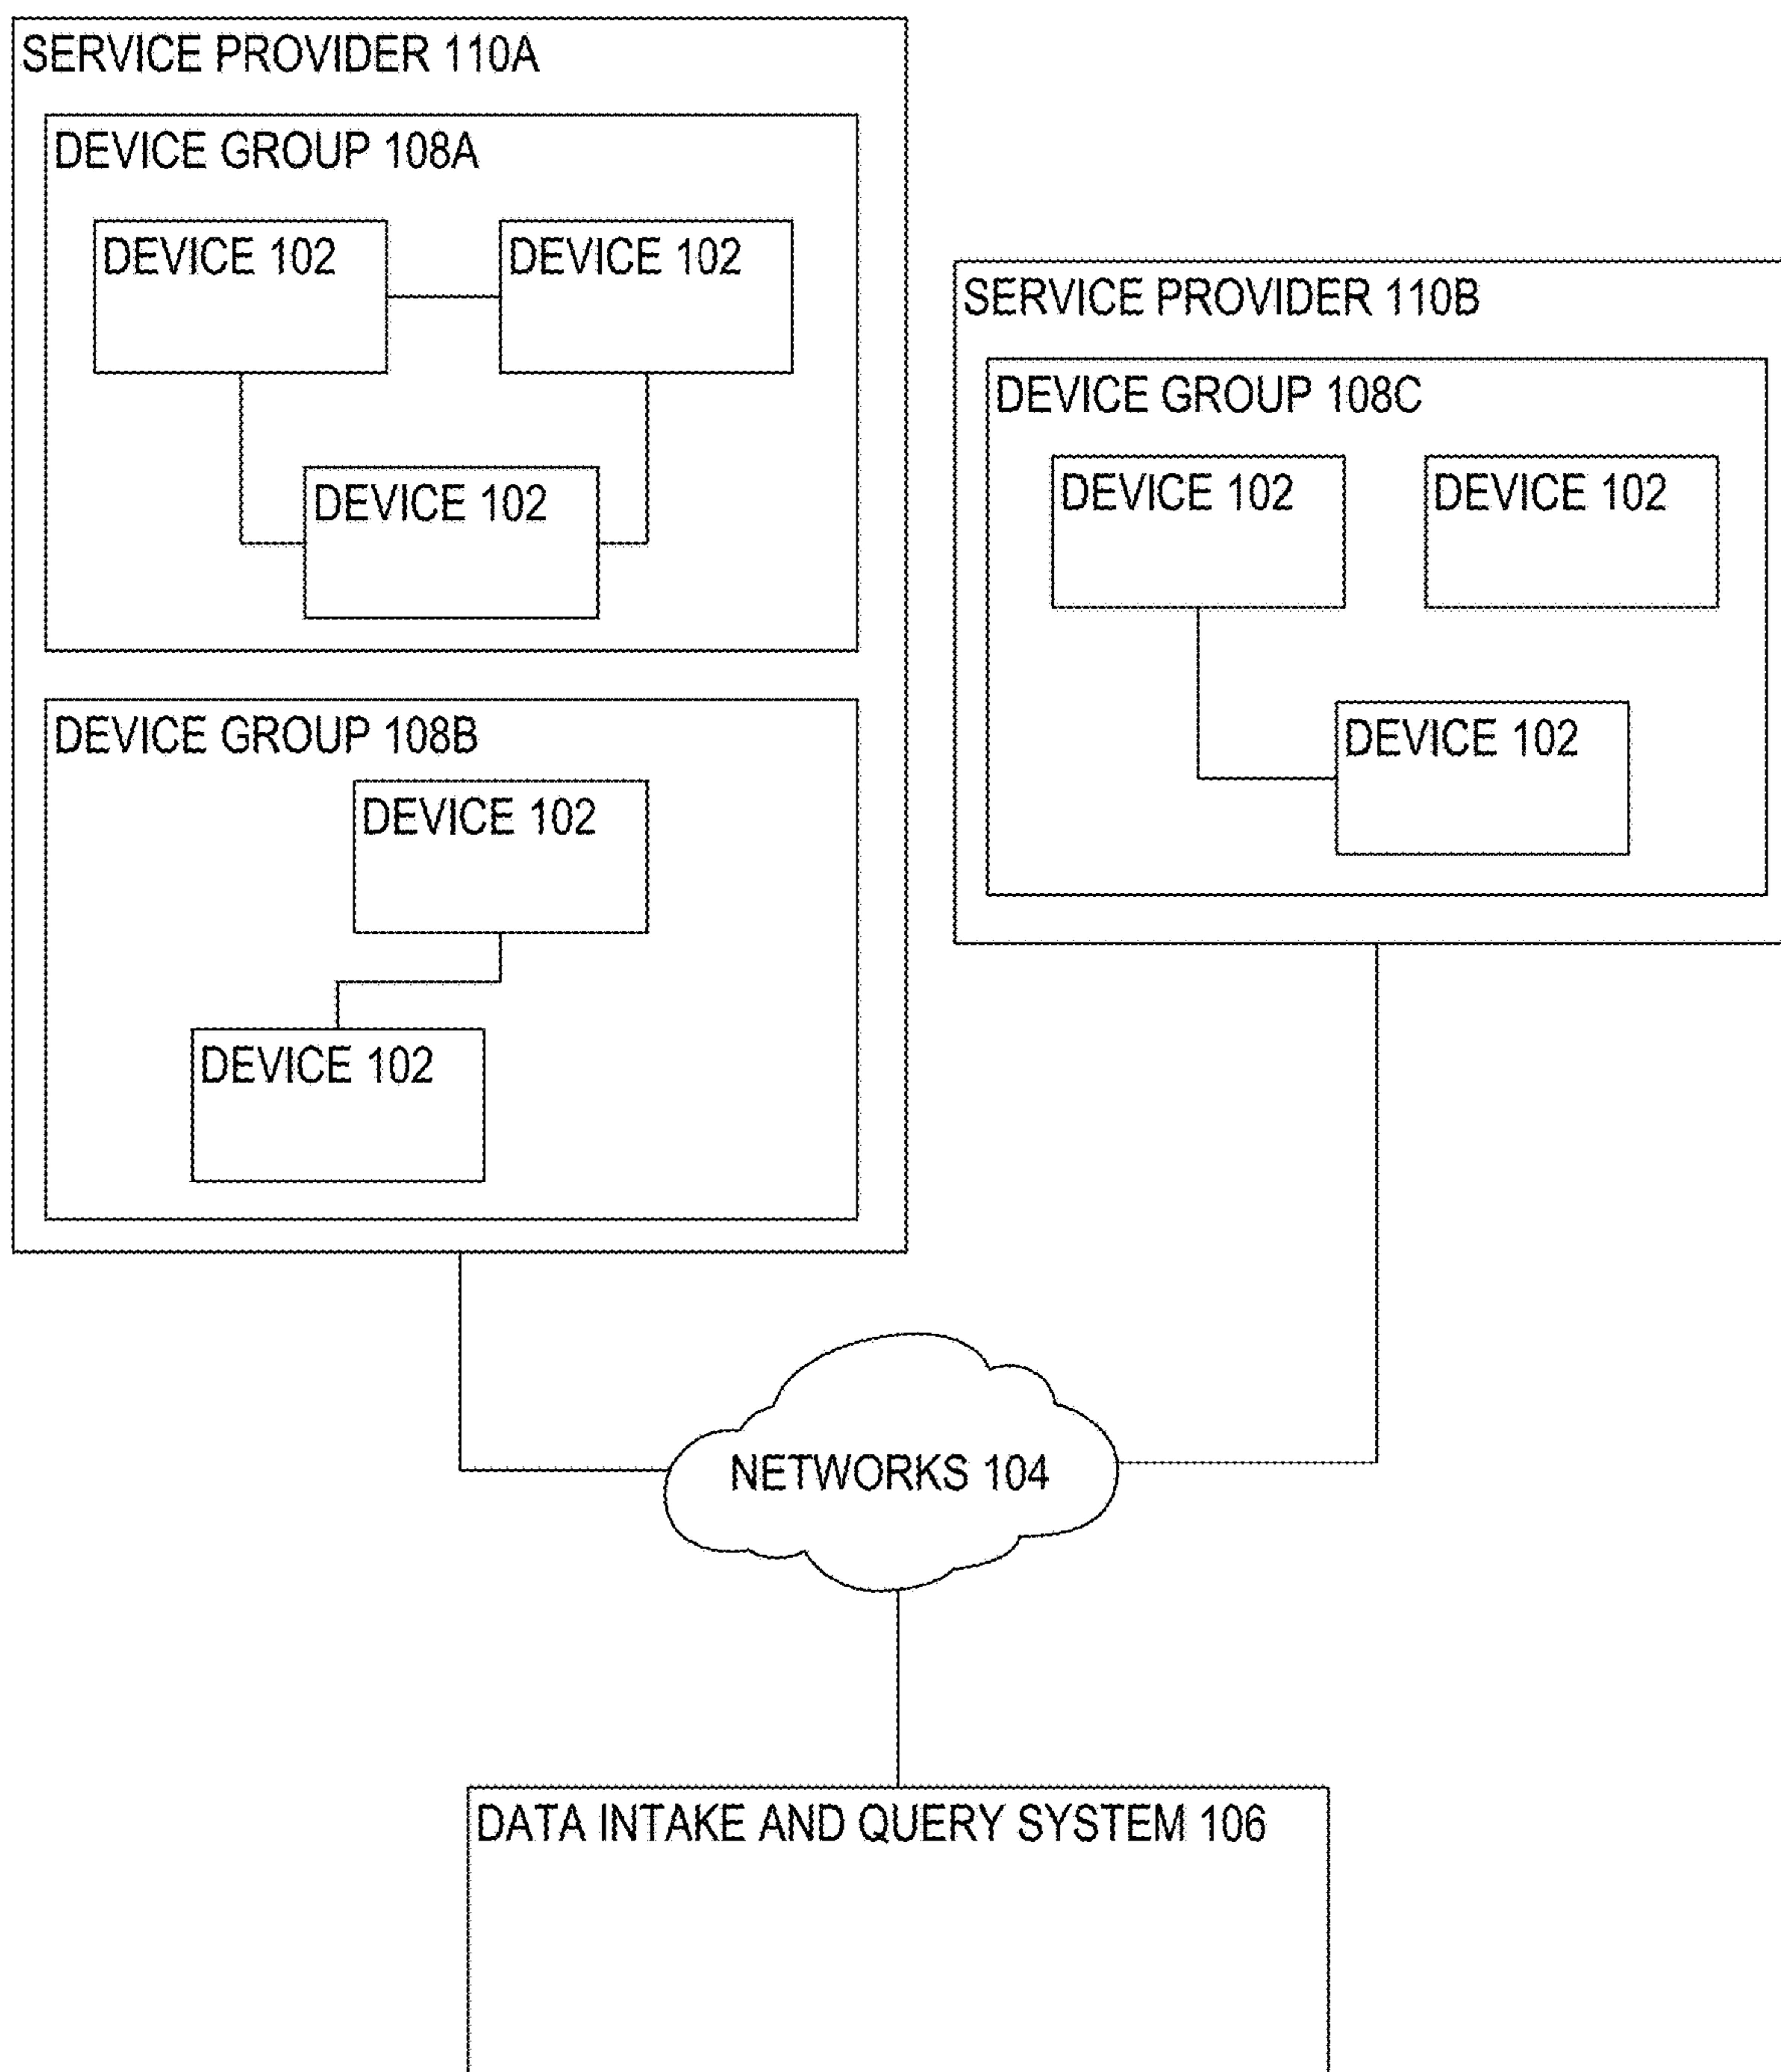 SERVICE PROVIDER 110A
DEVICE GROUP 108A
DEVICE 102
DEVICE 102
DEVICE 102
DEVICE GROUP 108B
DEVICE 102
DEVICE 102
SERVICE PROVIDER 110B
DEVICE GROUP 108C
DEVICE 102
DEVICE 102
DEVICE 102
NETWORKS 104
DATA INTAKE AND QUERY SYSTEM 106